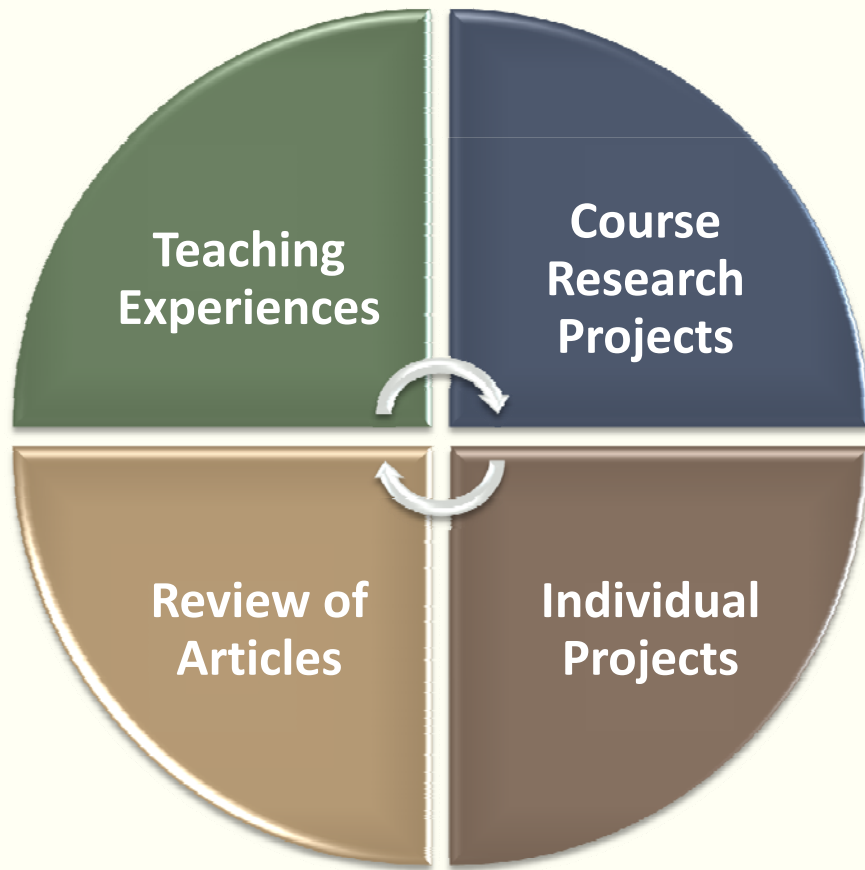 Teaching
Experiences
Course
Research
Projects
Review of
Articles
Individual
Projects